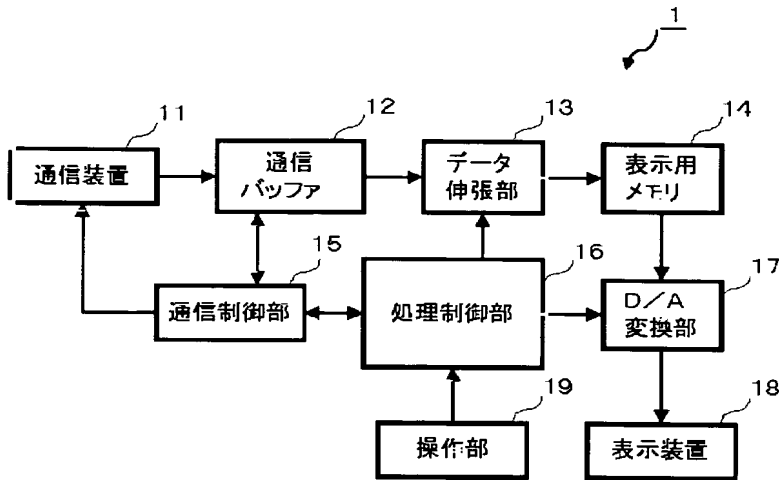 1
11
通信装置
12
通信
バッファ
13
データ
伸張部
14
表示用
メモリ
15
通信制御部
16
処理制御部
17
D/A
変換部
19
操作部
18
表示装置